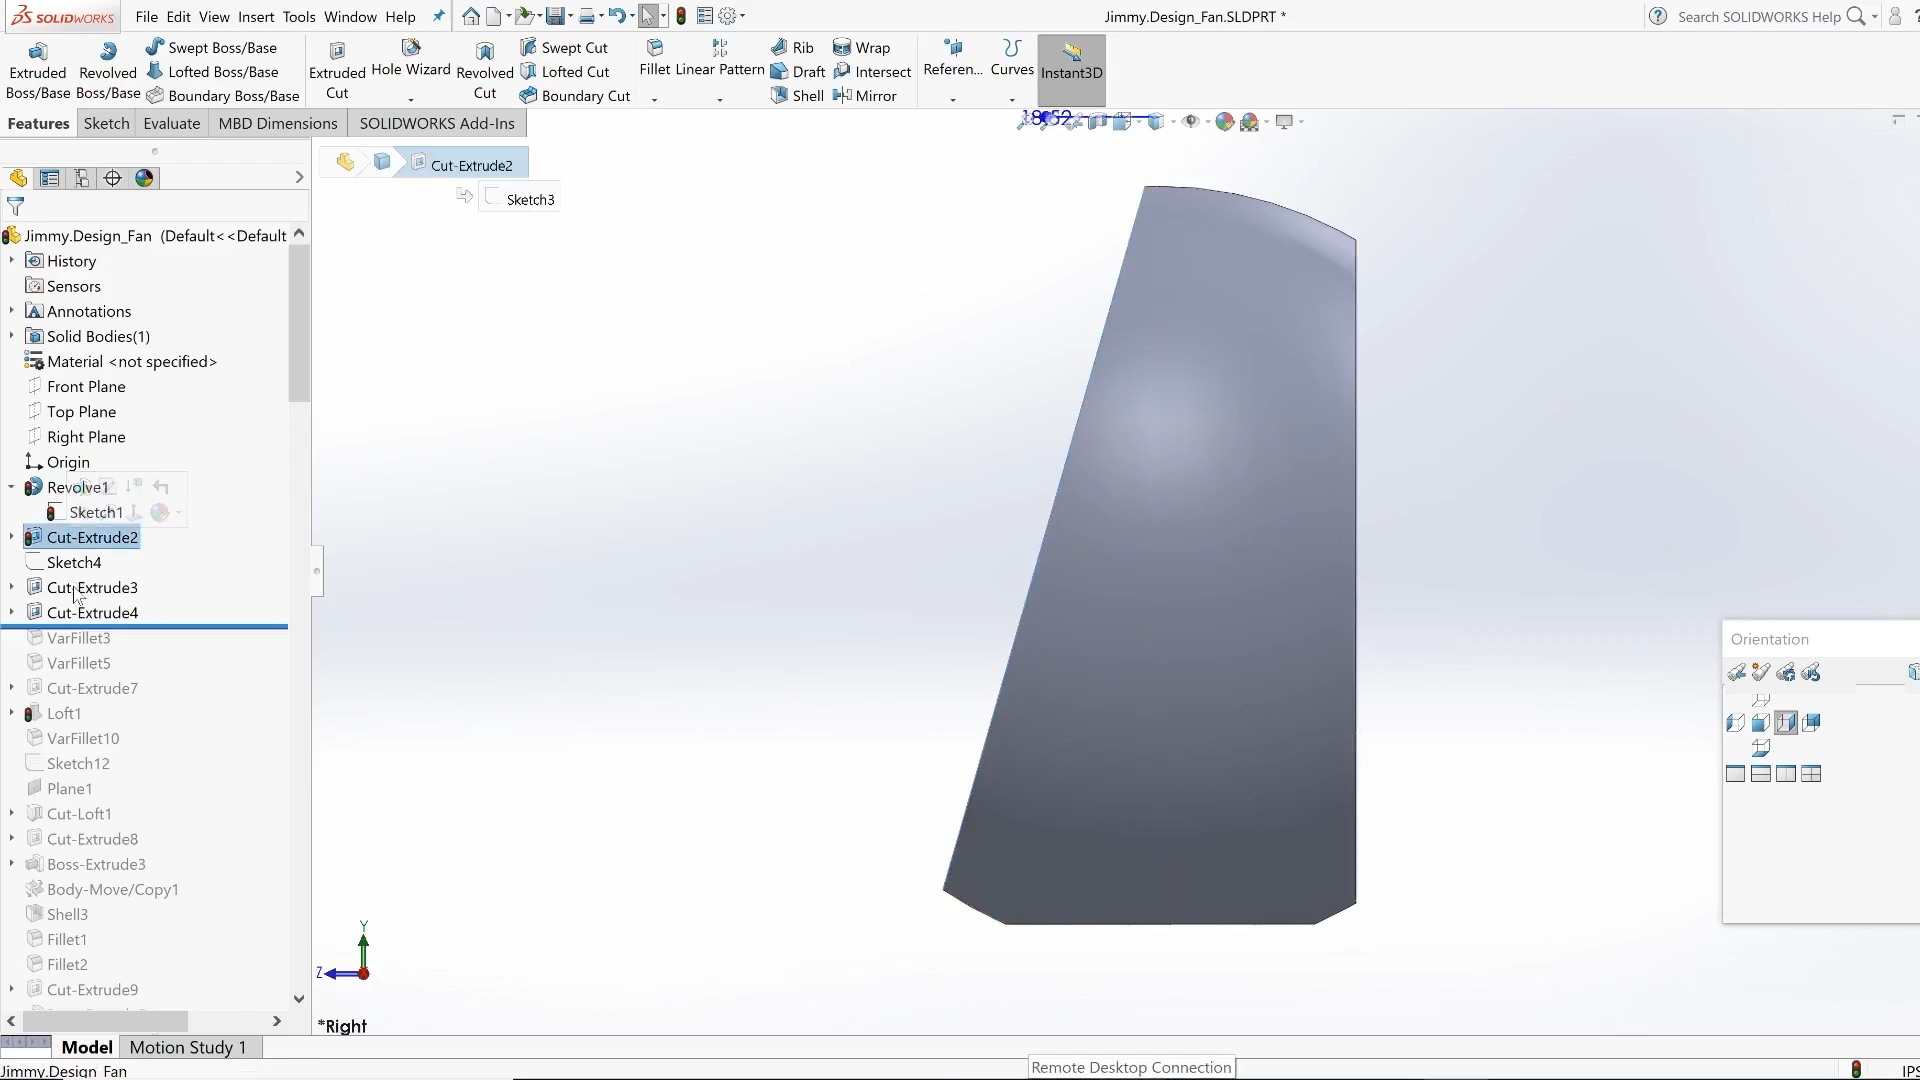 SOLIDWORKS File Edit View Insert Tools Window Help Jimmy.Design_Fan.SLDPRT * Search SOLIDWORKS Help
Extruded Boss/Base
Revolved Boss/Base
Swept Boss/Base
Lofted Boss/Base
Boundary Boss/Base
Extruded Cut
Hole Wizard
Revolved Cut
Swept Cut
Lofted Cut
Boundary Cut
Fillet
Linear Pattern
Rib
Draft
Shell
Wrap
Intersect
Mirror
Referen...
Curves
Instant3D
Features Sketch Evaluate MBD Dimensions SOLIDWORKS Add-Ins
Cut-Extrude2
Sketch3
Jimmy.Design_Fan (Default<<Default
History
Sensors
Annotations
Solid Bodies(1)
Material <not specified>
Front Plane
Top Plane
Right Plane
Origin
Revolve1
Sketch1
Cut-Extrude2
Sketch4
Cut-Extrude3
Cut-Extrude4
VarFillet3
VarFillet5
Cut-Extrude7
Loft1
VarFillet10
Sketch12
Plane1
Cut-Loft1
Cut-Extrude8
Boss-Extrude3
Body-Move/Copy1
Shell3
Fillet1
Fillet2
Cut-Extrude9
Orientation
Y
Z
*Right
Model Motion Study 1
Remote Desktop Connection
Jimmy.Design_Fan
IPS